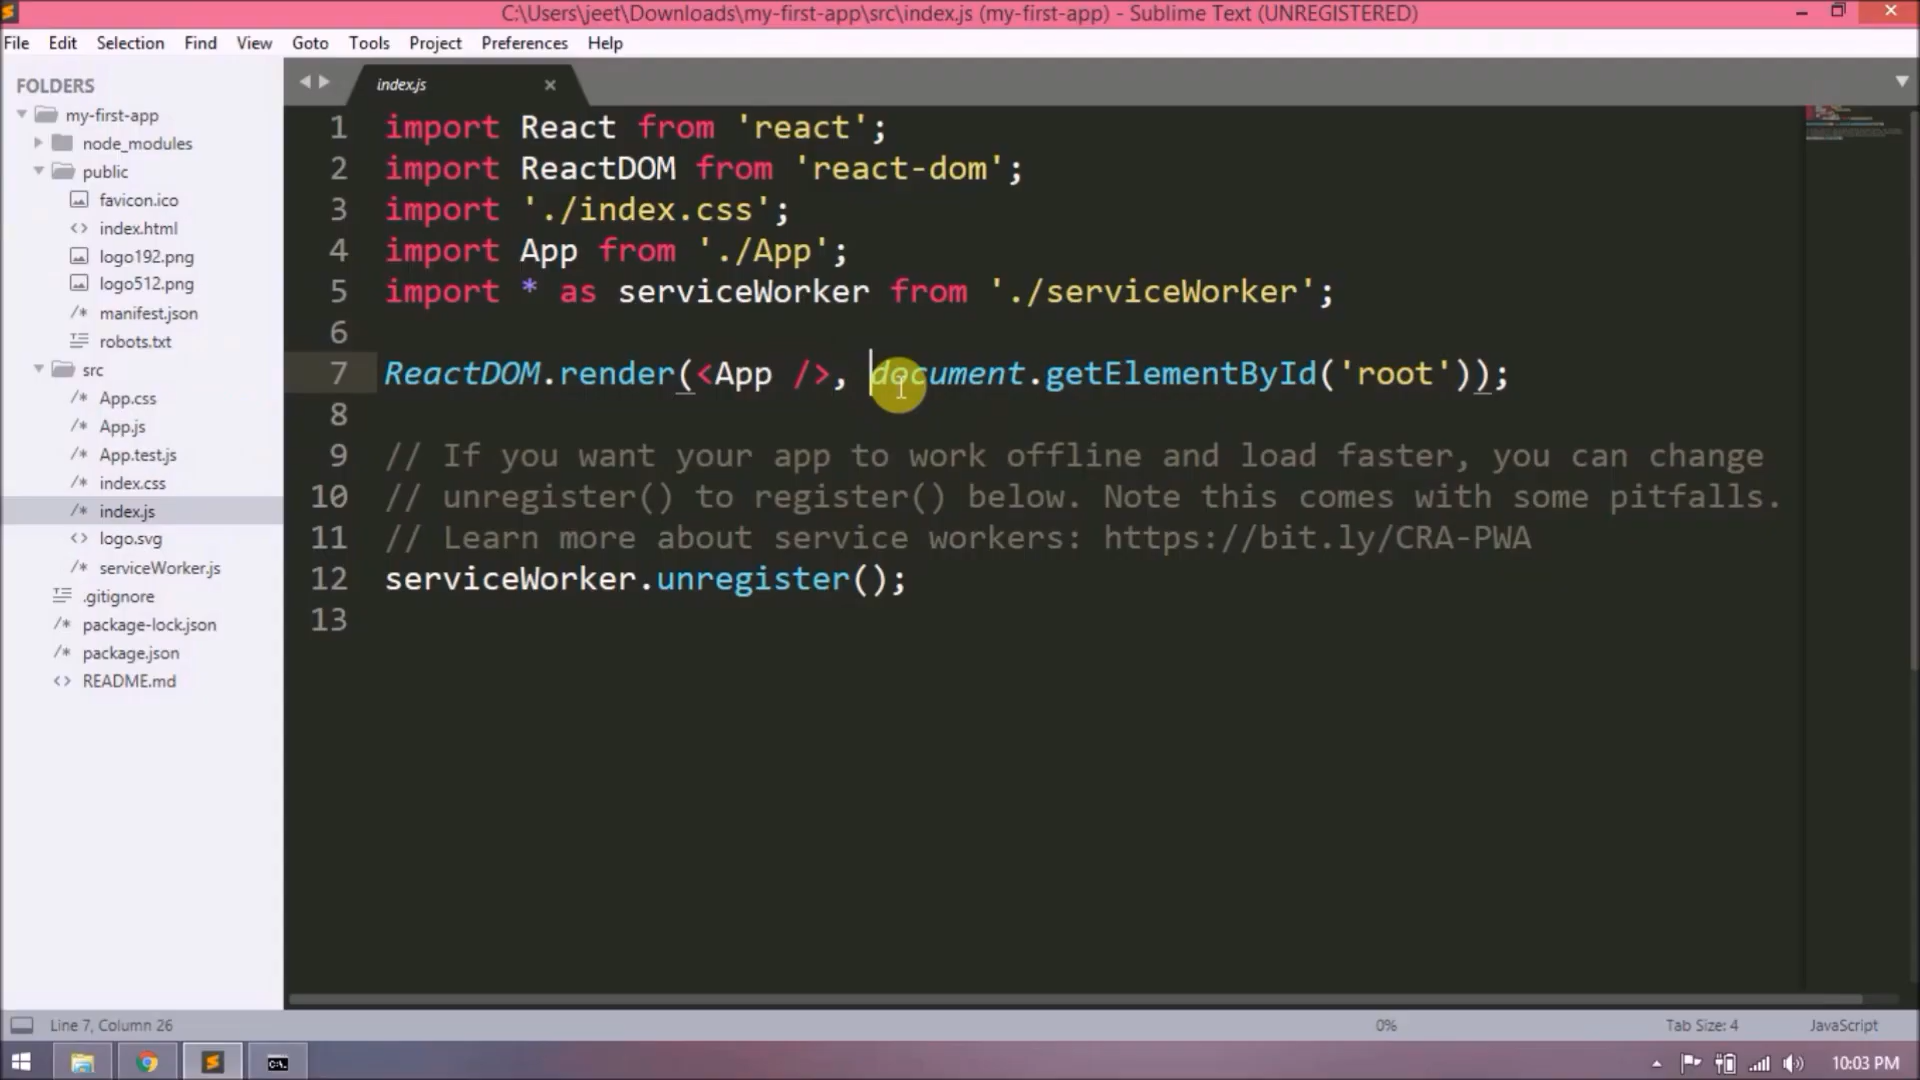 C:\Users\jeet\Downloads\my-first-app\src\index.js (my-first-app) - Sublime Text (UNREGISTERED)
File Edit Selection Find View Goto Tools Project Preferences Help
FOLDERS
my-first-app
node_modules
public
favicon.ico
index.html
logo192.png
logo512.png
manifest.json
robots.txt
src
App.css
App.js
App.test.js
index.css
index.js
logo.svg
serviceWorker.js
.gitignore
package-lock.json
package.json
README.md
index.js
1 import React from 'react';
2 import ReactDOM from 'react-dom';
3 import './index.css';
4 import App from './App';
5 import * as serviceWorker from './serviceWorker';
6
7 ReactDOM.render(<App />, document.getElementById('root'));
8
9 // If you want your app to work offline and load faster, you can change
10 // unregister() to register() below. Note this comes with some pitfalls.
11 // Learn more about service workers: https://bit.ly/CRA-PWA
12 serviceWorker.unregister();
13
Line 7, Column 26 0% Tab Size: 4 JavaScript
10:03 PM